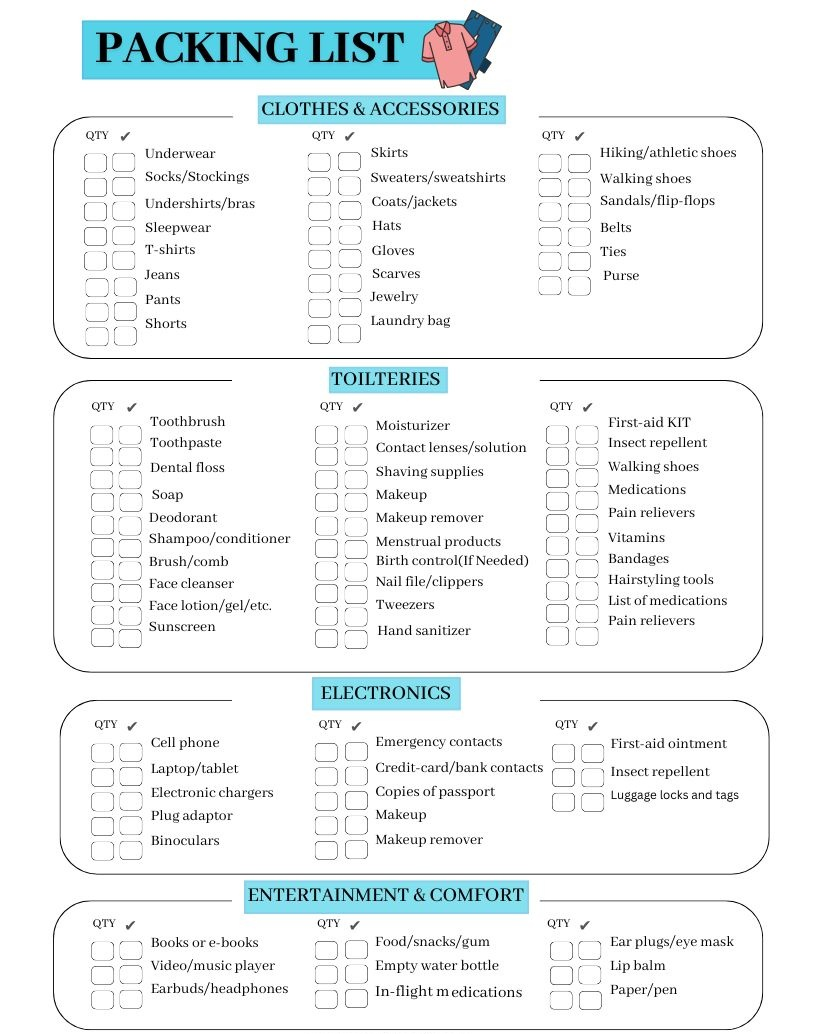 PACKING LIST
CLOTHES & ACCESSORIES
QTY ✔
Underwear
Socks/Stockings
Undershirts/bras
Sleepwear
T-shirts
Jeans
Pants
Shorts
QTY ✔
Skirts
Sweaters/sweatshirts
Coats/jackets
Hats
Gloves
Scarves
Jewelry
Laundry bag
QTY ✔
Hiking/athletic shoes
Walking shoes
Sandals/flip-flops
Belts
Ties
Purse
TOILTERIES
QTY ✔
Toothbrush
Toothpaste
Dental floss
Soap
Deodorant
Shampoo/conditioner
Brush/comb
Face cleanser
Face lotion/gel/etc.
Sunscreen
QTY ✔
Moisturizer
Contact lenses/solution
Shaving supplies
Makeup
Makeup remover
Menstrual products
Birth control(If Needed)
Nail file/clippers
Tweezers
Hand sanitizer
QTY ✔
First-aid KIT
Insect repellent
Walking shoes
Medications
Pain relievers
Vitamins
Bandages
Hairstyling tools
List of medications
Pain relievers
ELECTRONICS
QTY ✔
Cell phone
Laptop/tablet
Electronic chargers
Plug adaptor
Binoculars
QTY ✔
Emergency contacts
Credit-card/bank contacts
Copies of passport
Makeup
Makeup remover
QTY ✔
First-aid ointment
Insect repellent
Luggage locks and tags
ENTERTAINMENT & COMFORT
QTY ✔
Books or e-books
Video/music player
Earbuds/headphones
QTY ✔
Food/snacks/gum
Empty water bottle
In-flight medications
QTY ✔
Ear plugs/eye mask
Lip balm
Paper/pen